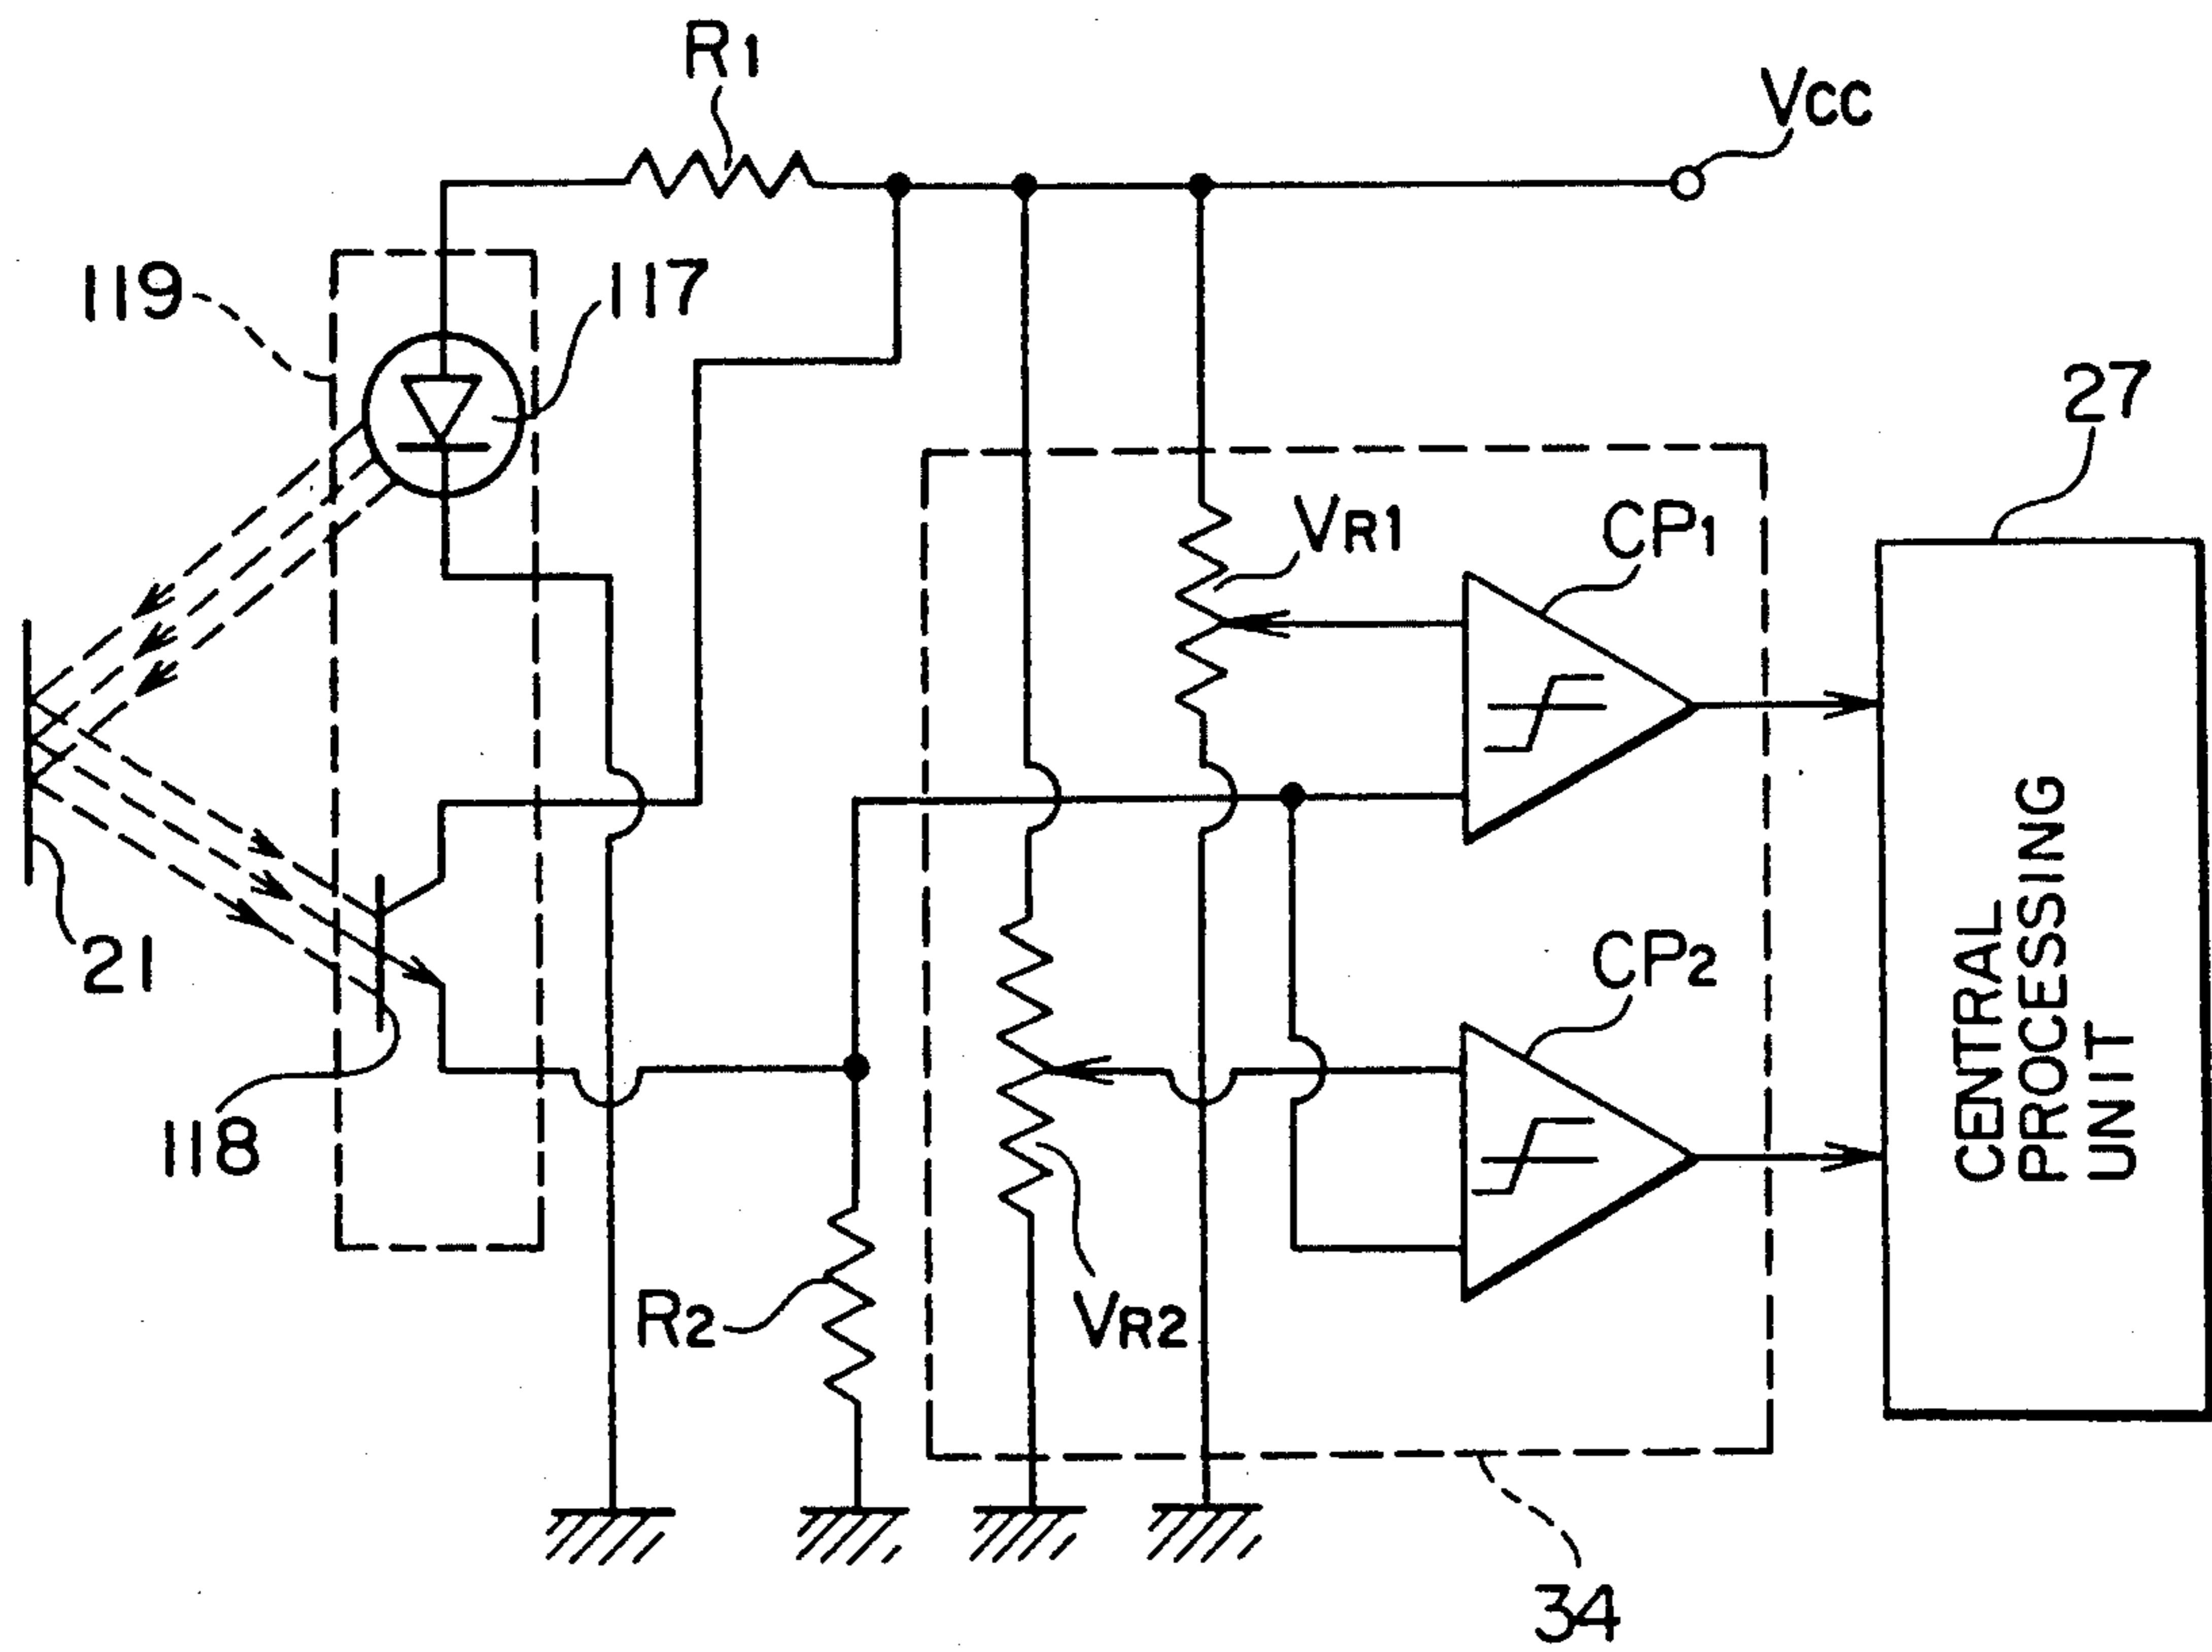 R1
Vcc
119
117
27
VR1
CP1
21
CP2
118
CENTRAL
PROCESSING
UNIT
R2
VR2
34